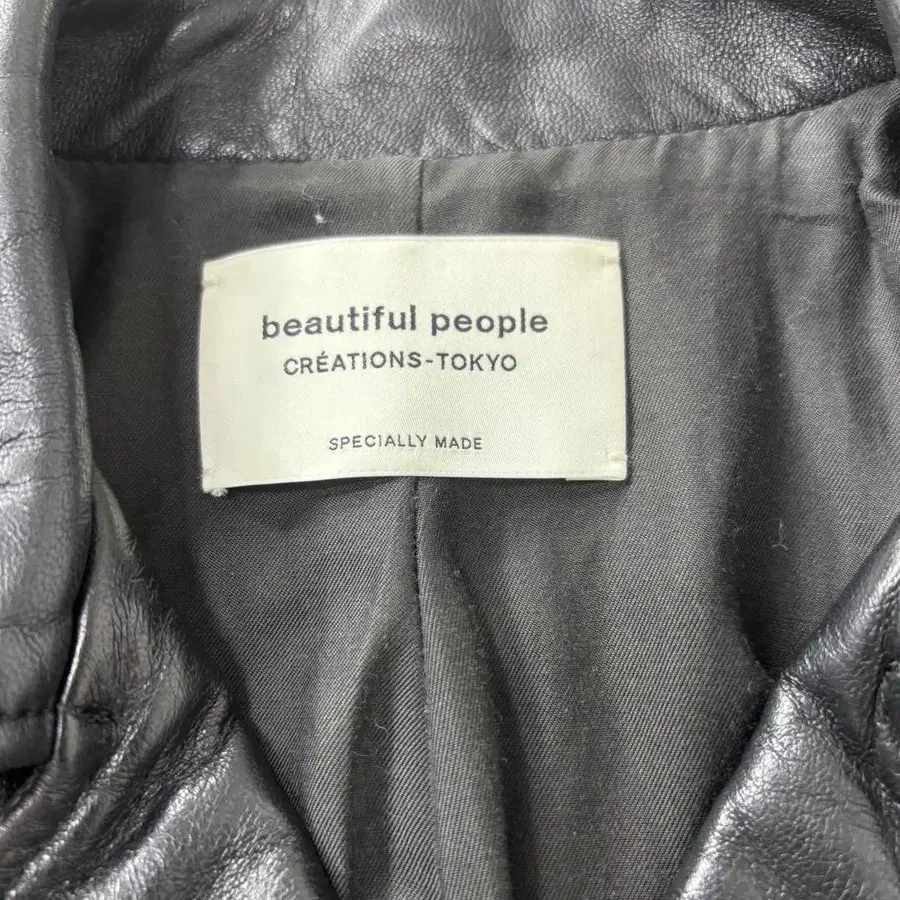 beautiful people
CRÉATIONS-TOKYO
SPECIALLY MADE